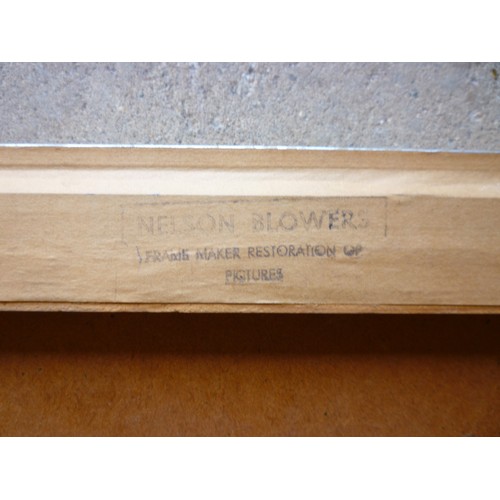 NELSON BLOWERS
FRAME MAKER RESTORATION OF
PICTURES